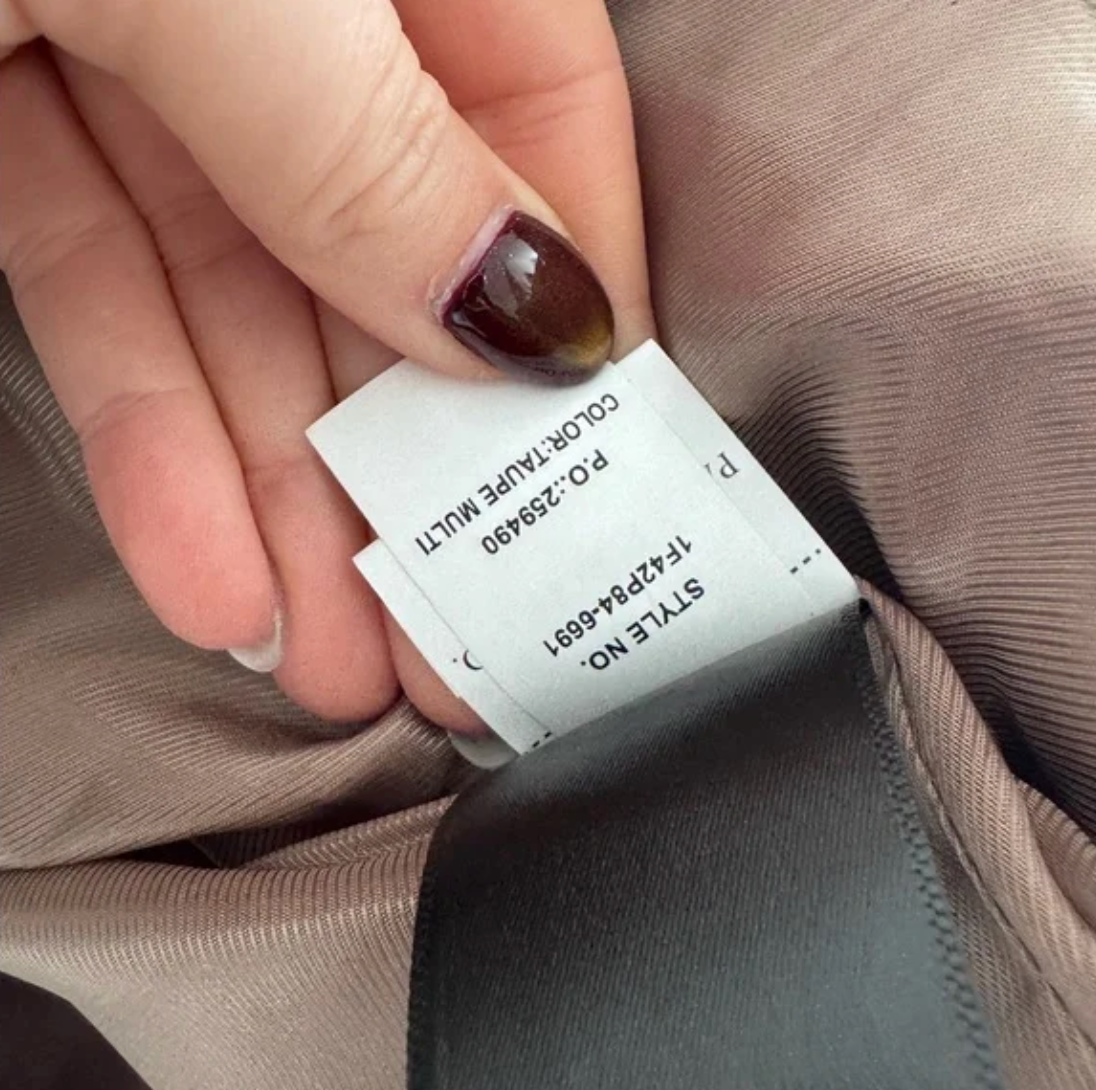 STYLE NO.
1F42P84-6691
P.O.:259490
COLOR:TAUPE MULTI